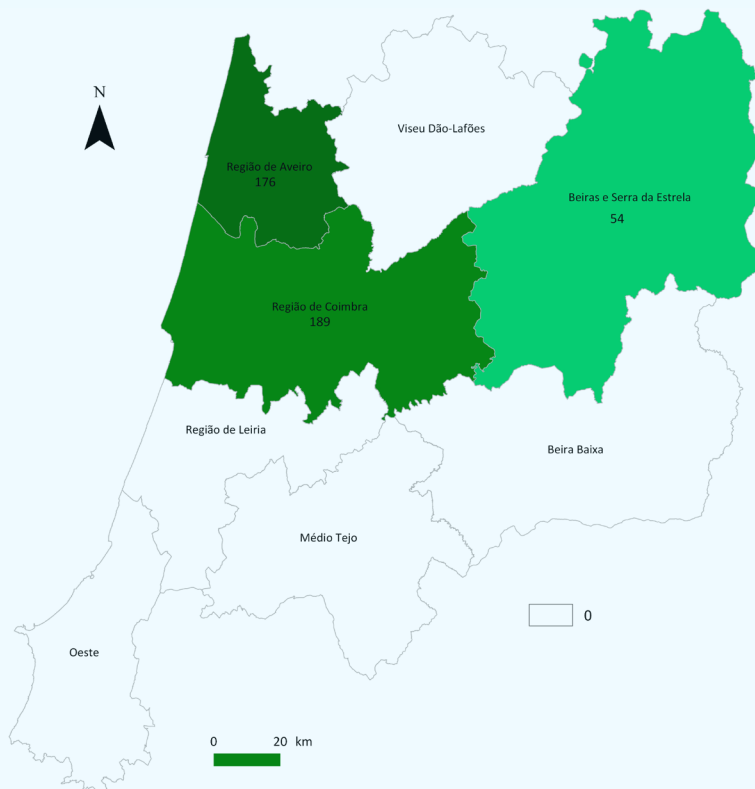 N
Viseu Dão-Lafões
Região de Aveiro
176
Beiras e Serra da Estrela
54
Região de Coimbra
189
Região de Leiria
Beira Baixa
Médio Tejo
0
Oeste
0 20 km